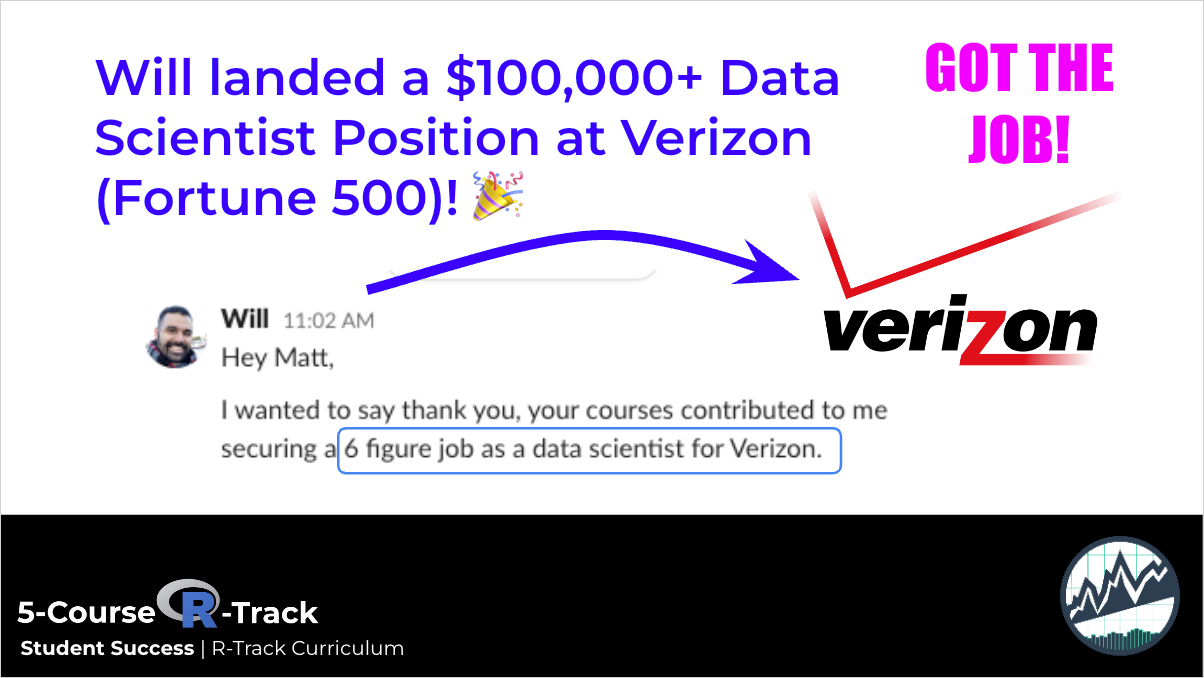 Will landed a $100,000+ Data
Scientist Position at Verizon
(Fortune 500)! 🎉
GOT THE
JOB!
verizon
Will 11:02 AM
Hey Matt,
I wanted to say thank you, your courses contributed to me
securing a 6 figure job as a data scientist for Verizon.
5-Course R-Track
Student Success | R-Track Curriculum